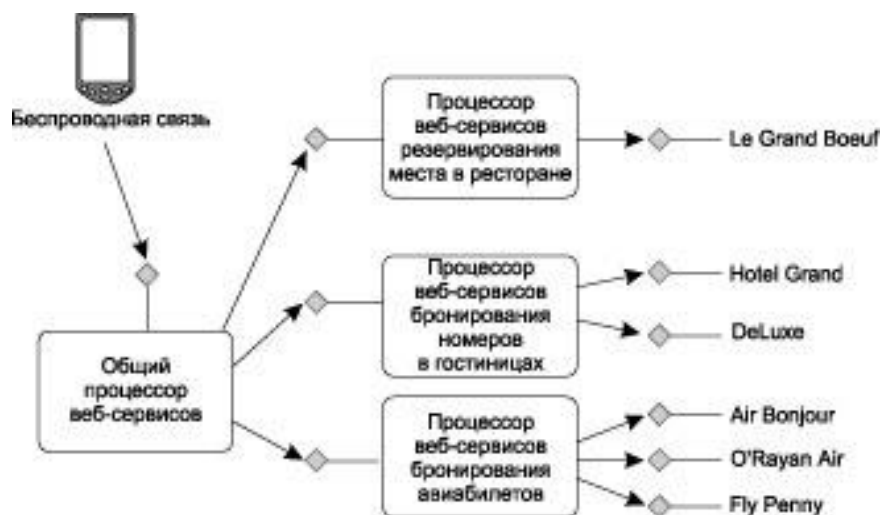 Беспроводная связь
Процессор
веб-сервисов
резервирования
места в ресторане
Le Grand Boeuf
Процессор
веб-сервисов
бронирования
номеров
в гостиницах
Hotel Grand
DeLuxe
Общий
процессор
веб-сервисов
Процессор
веб-сервисов
бронирования
авиабилетов
Air Bonjour
O'Rayan Air
Fly Penny